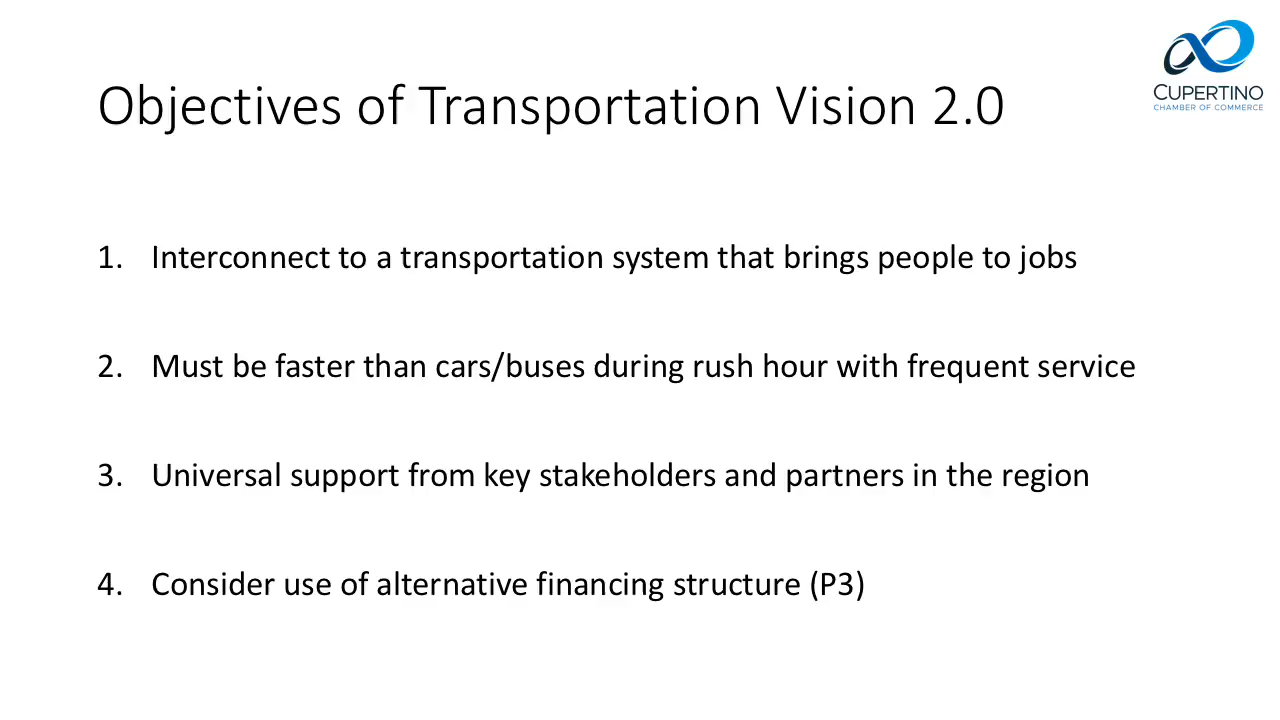 Objectives of Transportation Vision 2.0
CUPERTINO
CHAMBER OF COMMERCE
1. Interconnect to a transportation system that brings people to jobs
2. Must be faster than cars/buses during rush hour with frequent service
3. Universal support from key stakeholders and partners in the region
4. Consider use of alternative financing structure (P3)